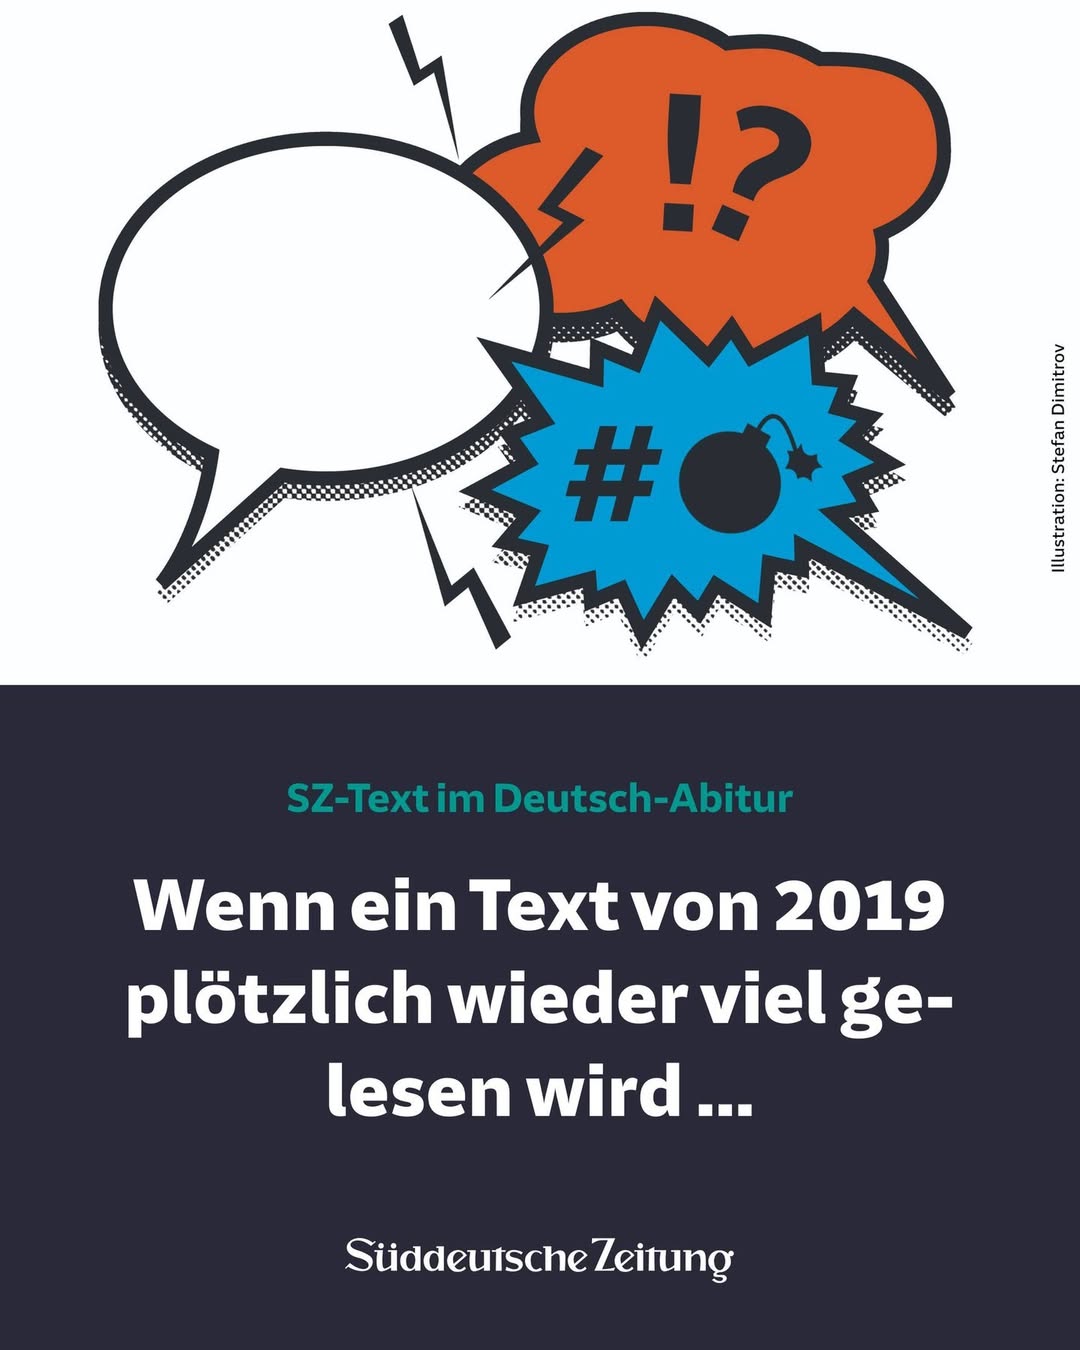 !?
#
Illustration: Stefan Dimitrov
SZ-Text im Deutsch-Abitur
Wenn ein Text von 2019
plötzlich wieder viel ge-
lesen wird ...
Süddeutsche Zeitung